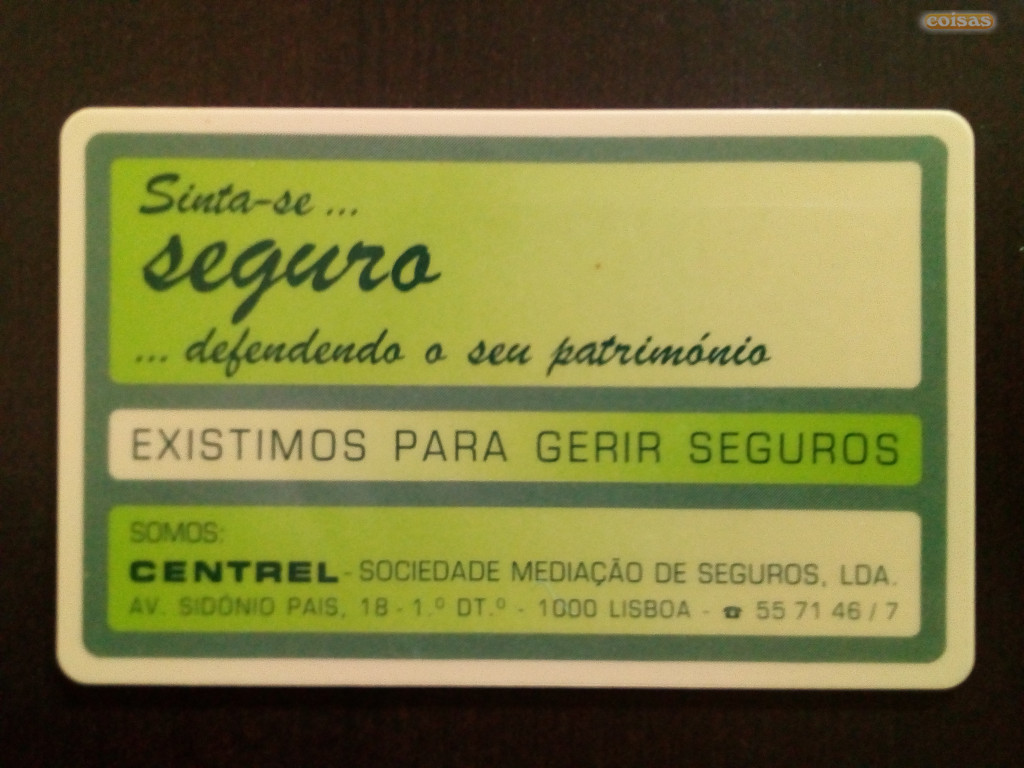 coisas
Sinta-se ...
seguro
... defendendo o seu património
EXISTIMOS PARA GERIR SEGUROS
SOMOS:
CENTREL - SOCIEDADE MEDIAÇÃO DE SEGUROS, LDA.
AV. SIDÓNIO PAIS, 18 - 1.º DT.º - 1000 LISBOA - ☎ 55 71 46 / 7